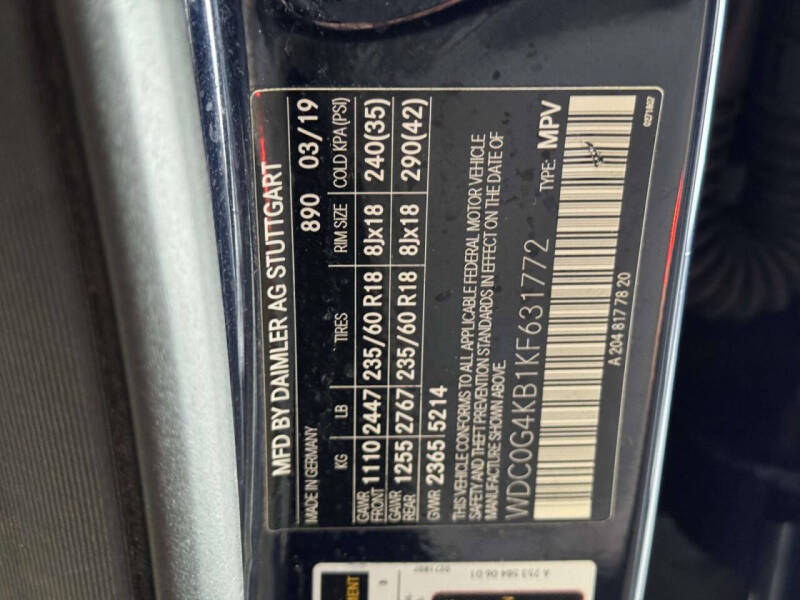 MFD BY DAIMLER AG STUTTGART
MADE IN GERMANY 890 03/19
KG LB TIRES RIM SIZE COLD KPA (PSI)
GAWR FRONT 1110 2447 235/60 R18 8Jx18 240(35)
GAWR REAR 1255 2767 235/60 R18 8Jx18 290(42)
GVWR 2365 5214
THIS VEHICLE CONFORMS TO ALL APPLICABLE FEDERAL MOTOR VEHICLE
SAFETY AND THEFT PREVENTION STANDARDS IN EFFECT ON THE DATE OF
MANUFACTURE SHOWN ABOVE.
WDC0G4KB1KF631772 TYPE: MPV
A 204 817 78 20
0271802